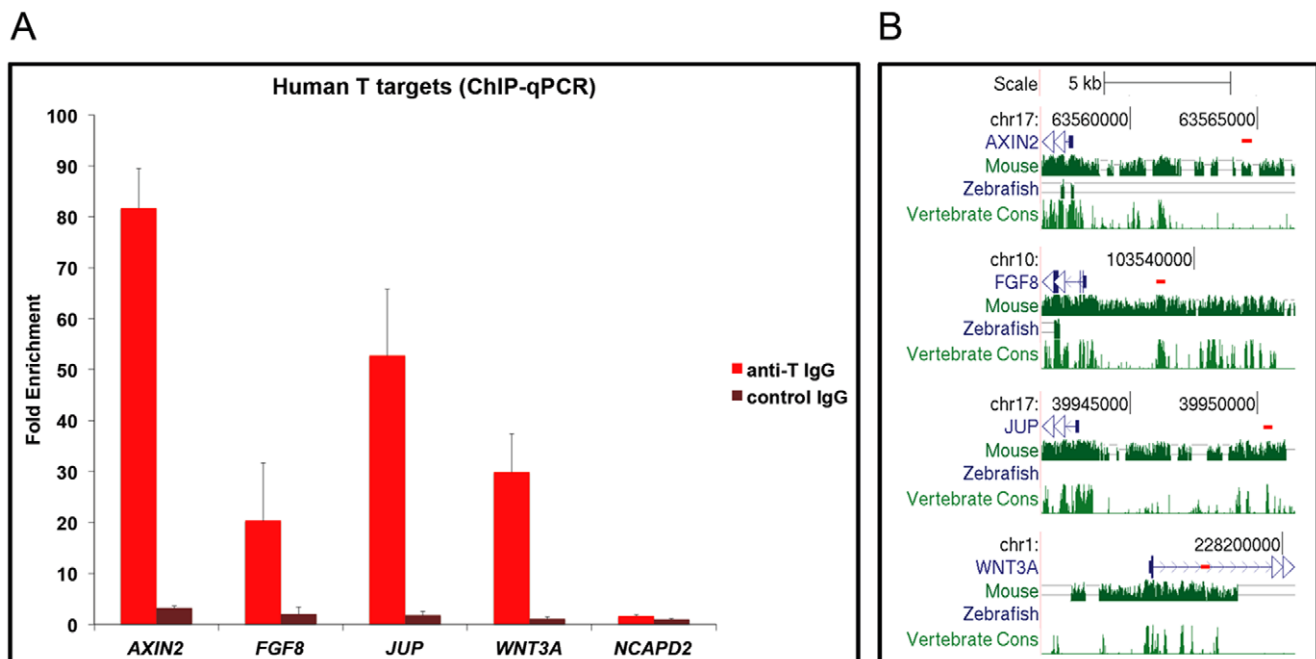 A
Human T targets (ChIP-qPCR)
Fold Enrichment
100
90
80
70
60
50
40
30
20
10
0
AXIN2 FGF8 JUP WNT3A NCAPD2
anti-T IgG
control IgG
B
Scale 5 kb
chr17: 63560000 63565000
AXIN2
Mouse
Zebrafish
Vertebrate Cons
chr10: 103540000
FGF8
Mouse
Zebrafish
Vertebrate Cons
chr17: 39945000 39950000
JUP
Mouse
Zebrafish
Vertebrate Cons
chr1: 228200000
WNT3A
Mouse
Zebrafish
Vertebrate Cons